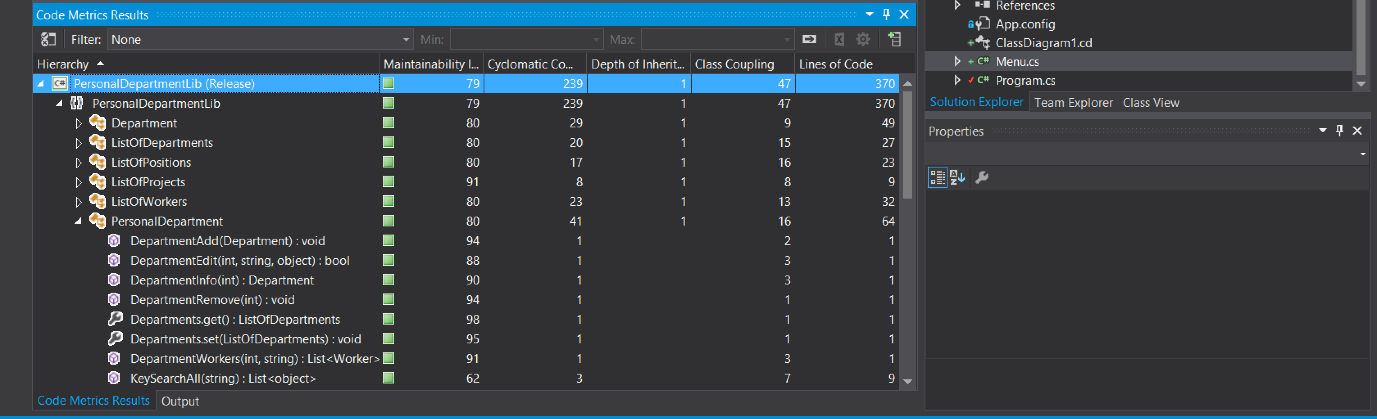 Code Metrics Results
Filter: None Min: Max:
Hierarchy Maintainability I... Cyclomatic Co... Depth of Inherit... Class Coupling Lines of Code
C# PersonalDepartmentLib (Release) 79 239 1 47 370
PersonalDepartmentLib 79 239 1 47 370
Department 80 29 1 9 49
ListOfDepartments 80 20 1 15 27
ListOfPositions 80 17 1 16 23
ListOfProjects 91 8 1 8 9
ListOfWorkers 80 23 1 13 32
PersonalDepartment 80 41 1 16 64
DepartmentAdd(Department) : void 94 1 2 1
DepartmentEdit(int, string, object) : bool 88 1 3 1
DepartmentInfo(int) : Department 90 1 3 1
DepartmentRemove(int) : void 94 1 1 1
Departments.get() : ListOfDepartments 98 1 1 1
Departments.set(ListOfDepartments) : void 95 1 1 1
DepartmentWorkers(int, string) : List<Worker> 91 1 3 1
KeySearchAll(string) : List<object> 62 3 7 9
Code Metrics Results Output
References
App.config
ClassDiagram1.cd
C# Menu.cs
C# Program.cs
Solution Explorer Team Explorer Class View
Properties